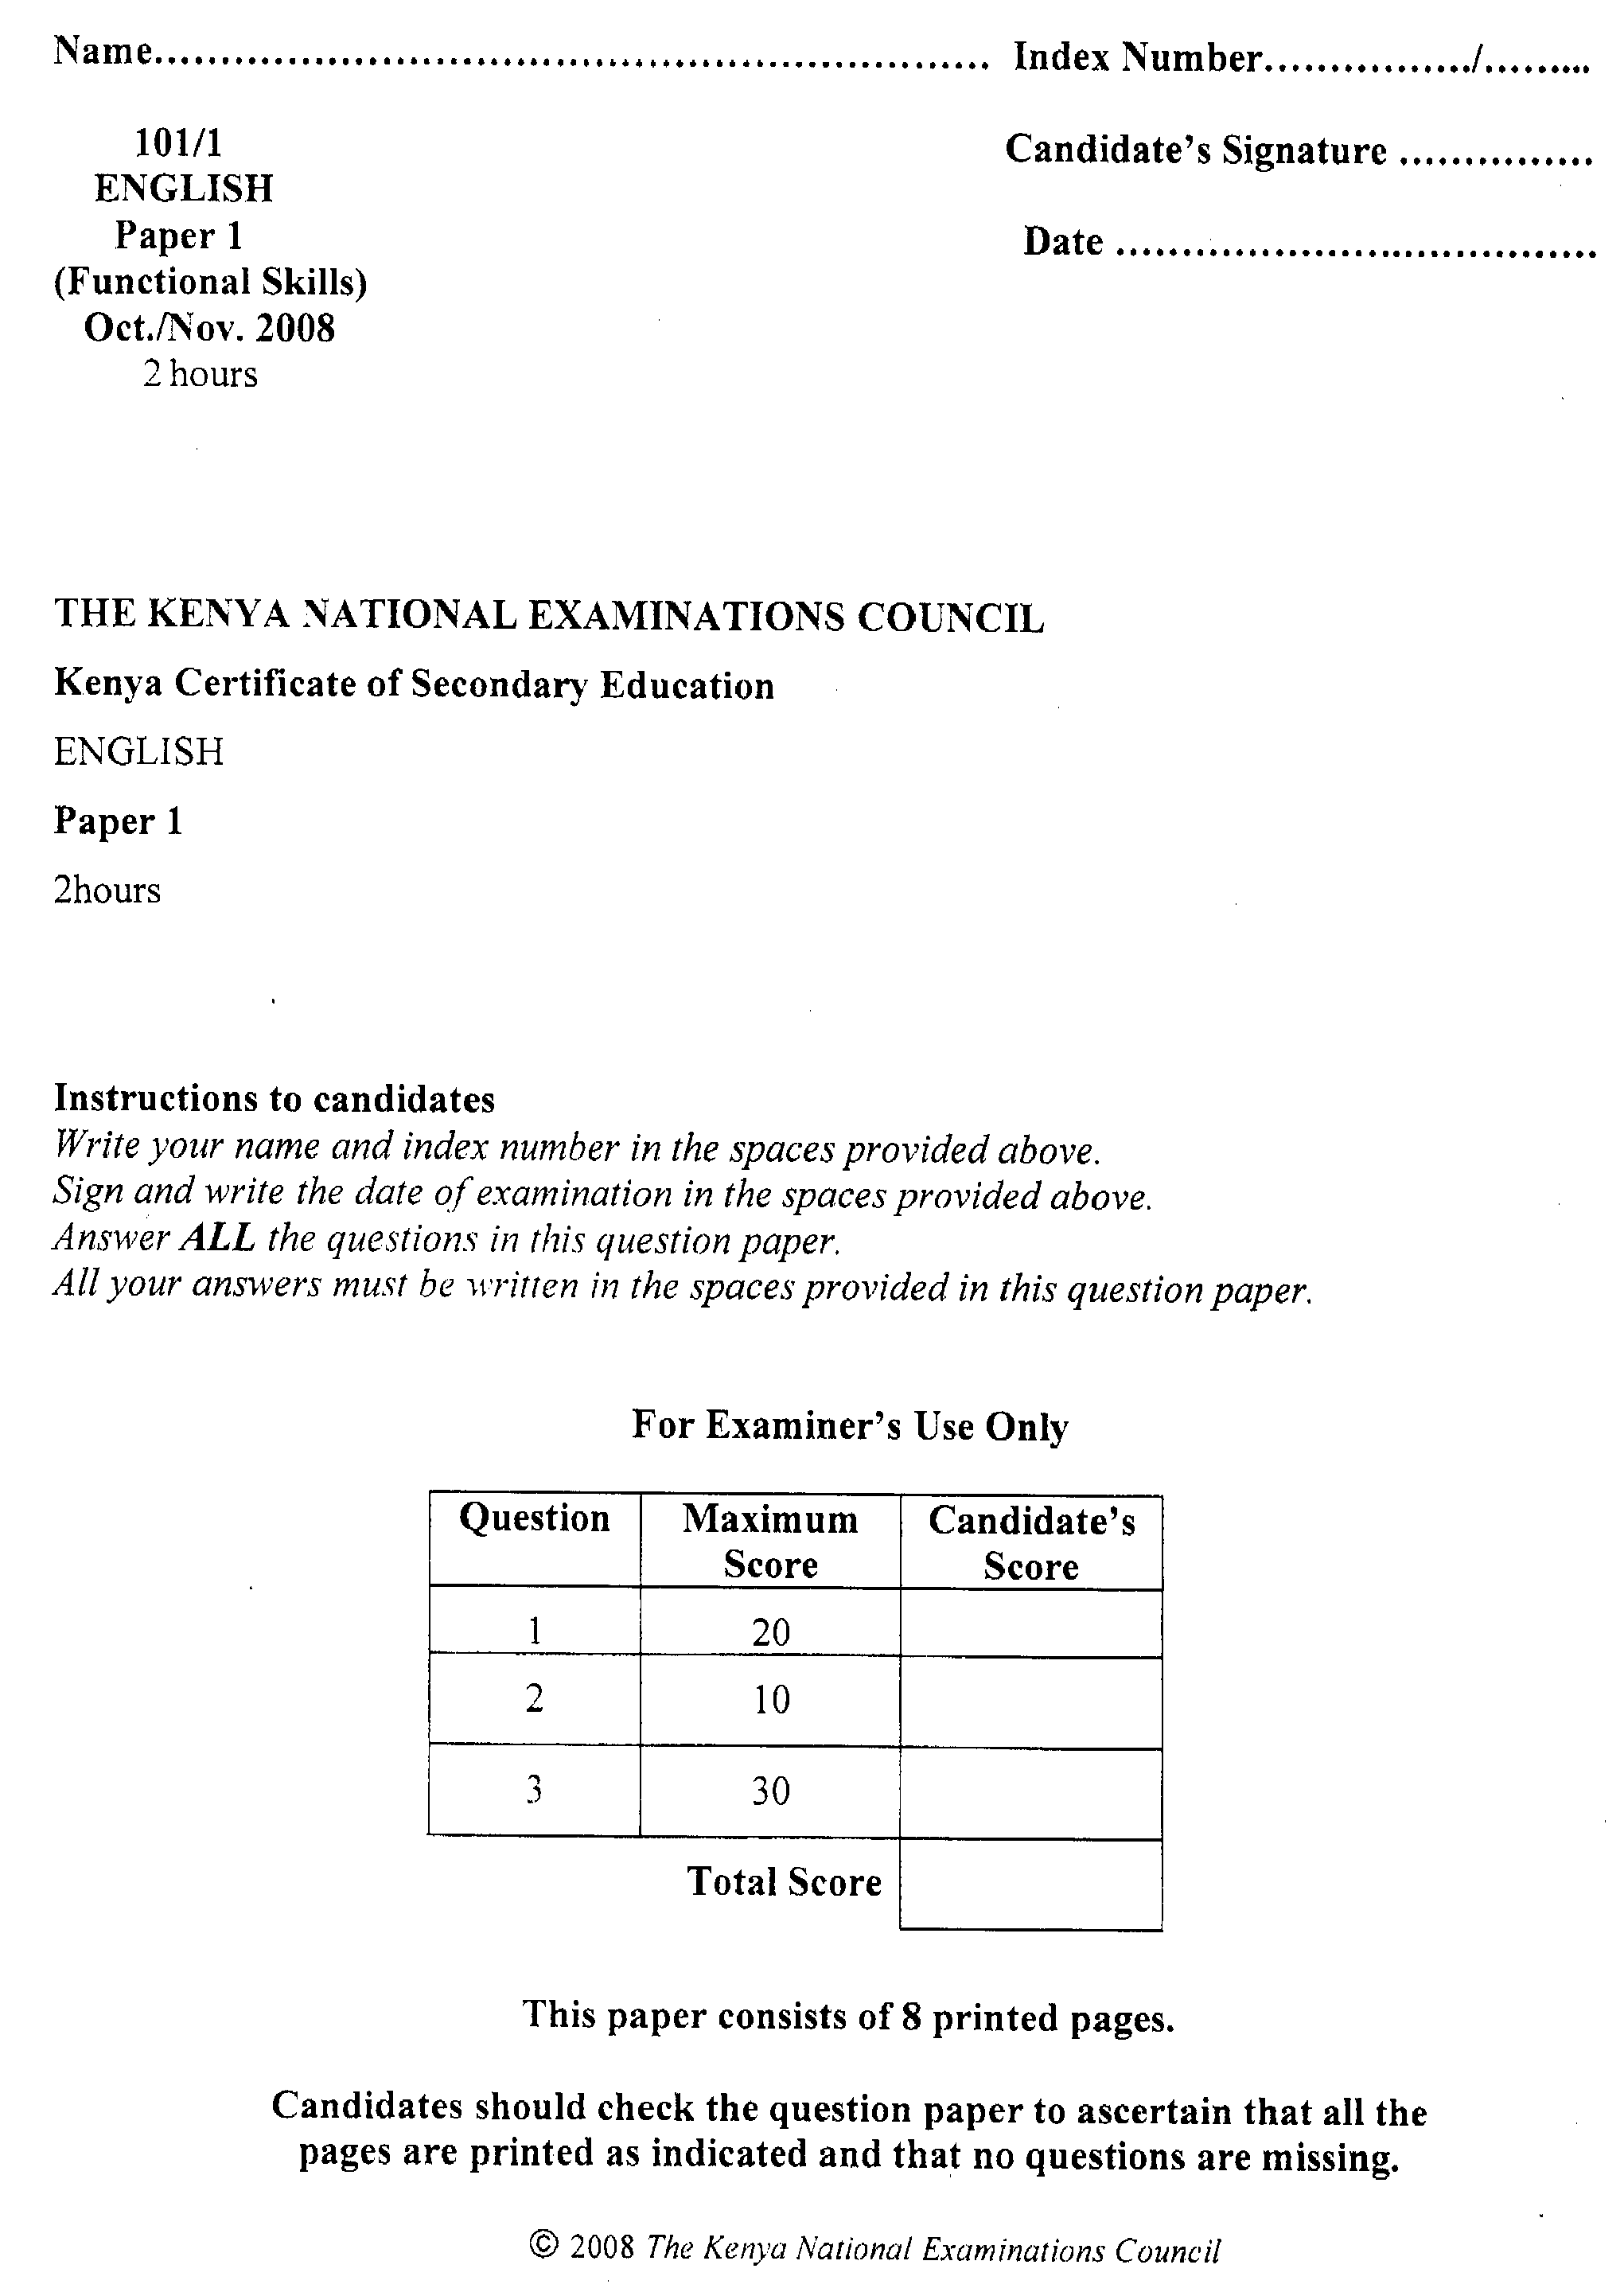 Name................................................................ Index Number................/.........
101/1
ENGLISH
Paper 1
(Functional Skills)
Oct./Nov. 2008
2 hours
Candidate's Signature ...............
Date .....................................
THE KENYA NATIONAL EXAMINATIONS COUNCIL
Kenya Certificate of Secondary Education
ENGLISH
Paper 1
2hours
Instructions to candidates
Write your name and index number in the spaces provided above.
Sign and write the date of examination in the spaces provided above.
Answer ALL the questions in this question paper.
All your answers must be written in the spaces provided in this question paper.
For Examiner's Use Only
Question Maximum Score Candidate's Score
1 20
2 10
3 30
Total Score
This paper consists of 8 printed pages.
Candidates should check the question paper to ascertain that all the
pages are printed as indicated and that no questions are missing.
© 2008 The Kenya National Examinations Council